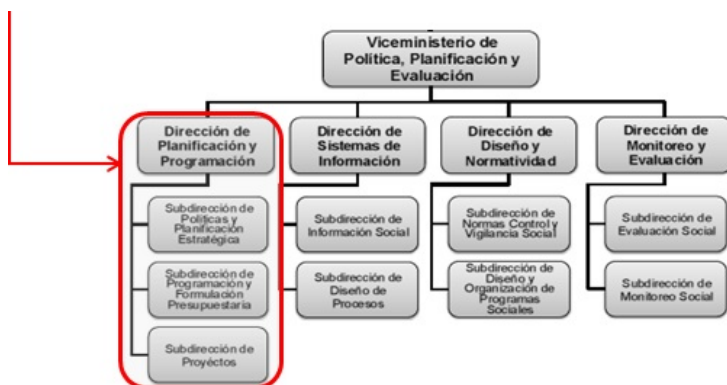 Viceministerio de
Política, Planificación y
Evaluación
Dirección de
Planificación y
Programación
Dirección de
Sistemas de
Información
Dirección de
Diseño y
Normatividad
Dirección de
Monitoreo y
Evaluación
Subdirección de
Políticas y
Planificación
Estratégica
Subdirección de
Información Social
Subdirección de
Normas Control y
Vigilancia Social
Subdirección de
Evaluación Social
Subdirección de
Programación y
Formulación
Presupuestaria
Subdirección de
Diseño de
Procesos
Subdirección de
Diseño y
Organización de
Programas
Sociales
Subdirección de
Monitoreo Social
Subdirección de
Proyéctos